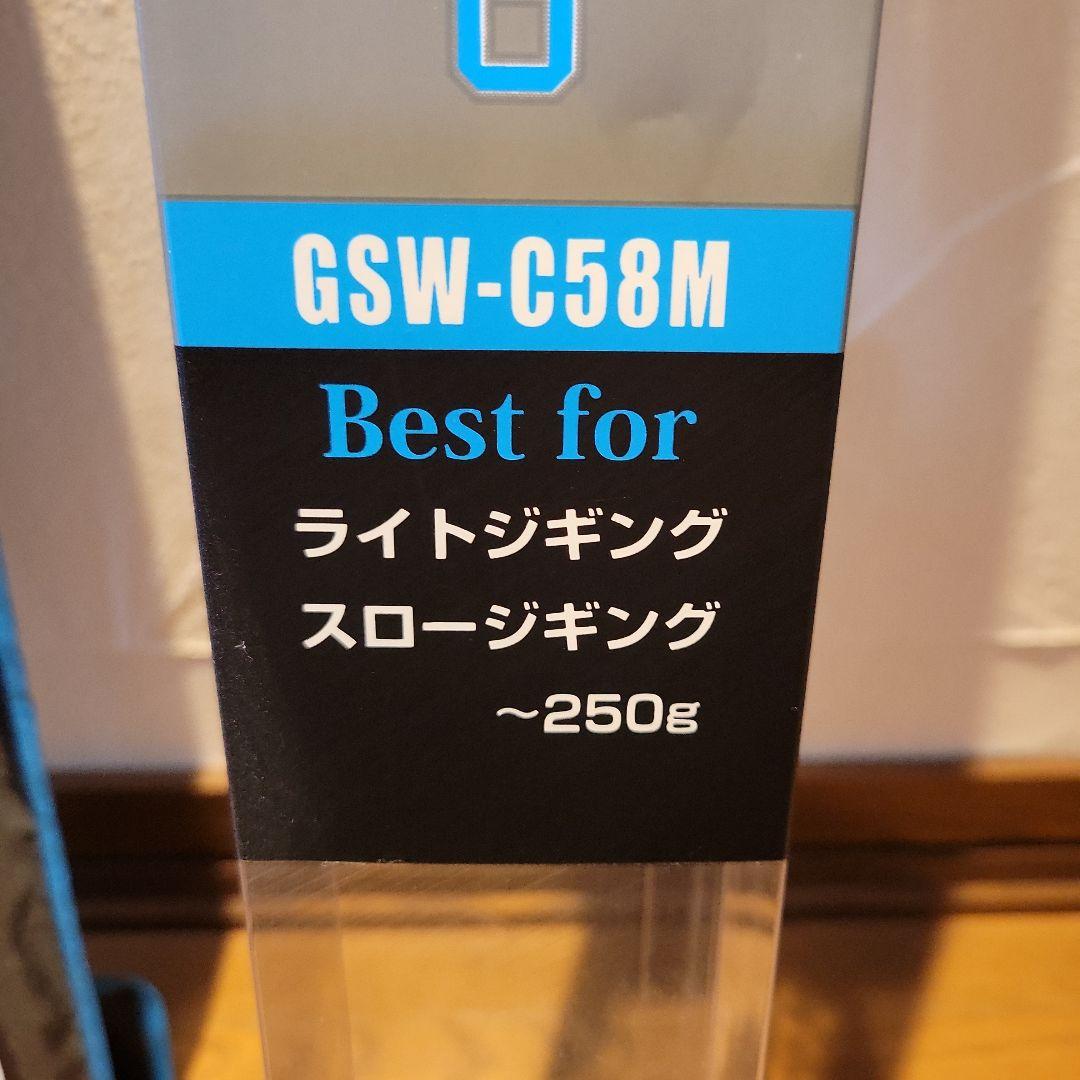 GSW-C58M
Best for
ライトジギング
スロージギング
～250g